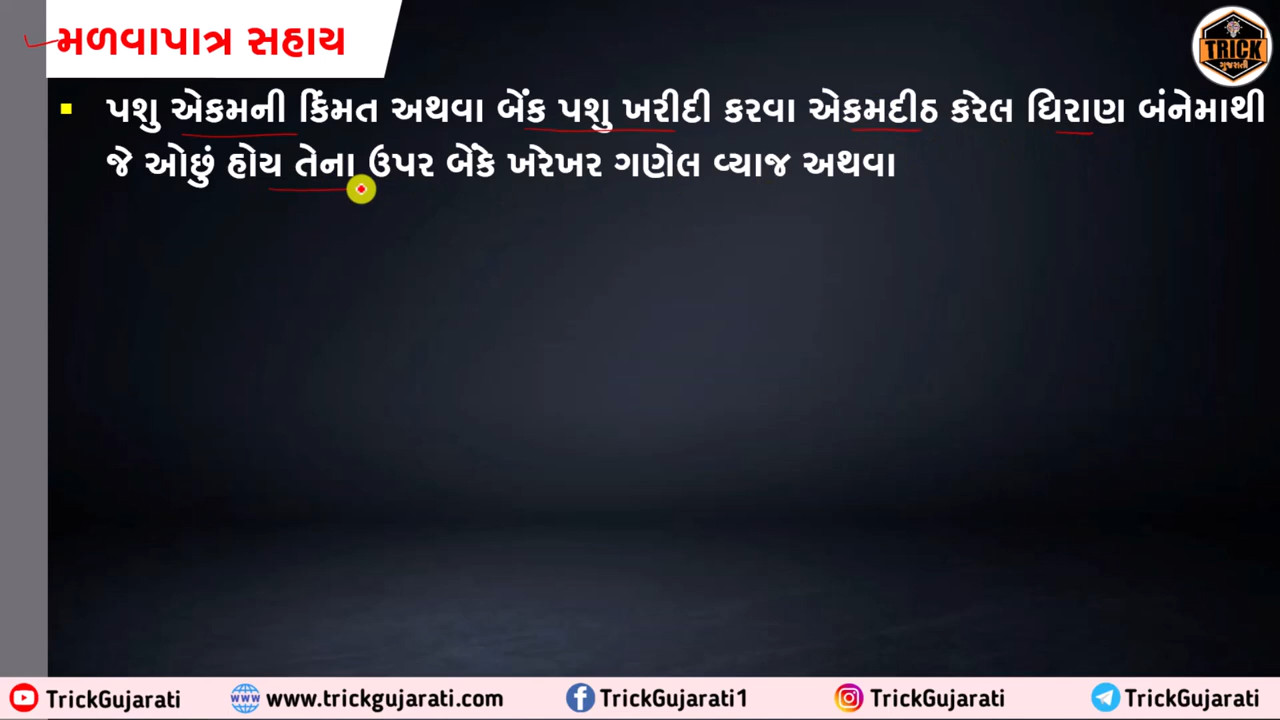 મળવાપાત્ર સહાય
TRICK
ગુજરાતી
પશુ એકમની કિંમત અથવા બેંક પશુ ખરીદી કરવા એકમદીઠ કરેલ ધિરાણ બંનેમાથી
જે ઓછું હોય તેના ઉપર બેંકે ખરેખર ગણેલ વ્યાજ અથવા
TrickGujarati
www.trickgujarati.com
TrickGujarati1
TrickGujarati
TrickGujarati